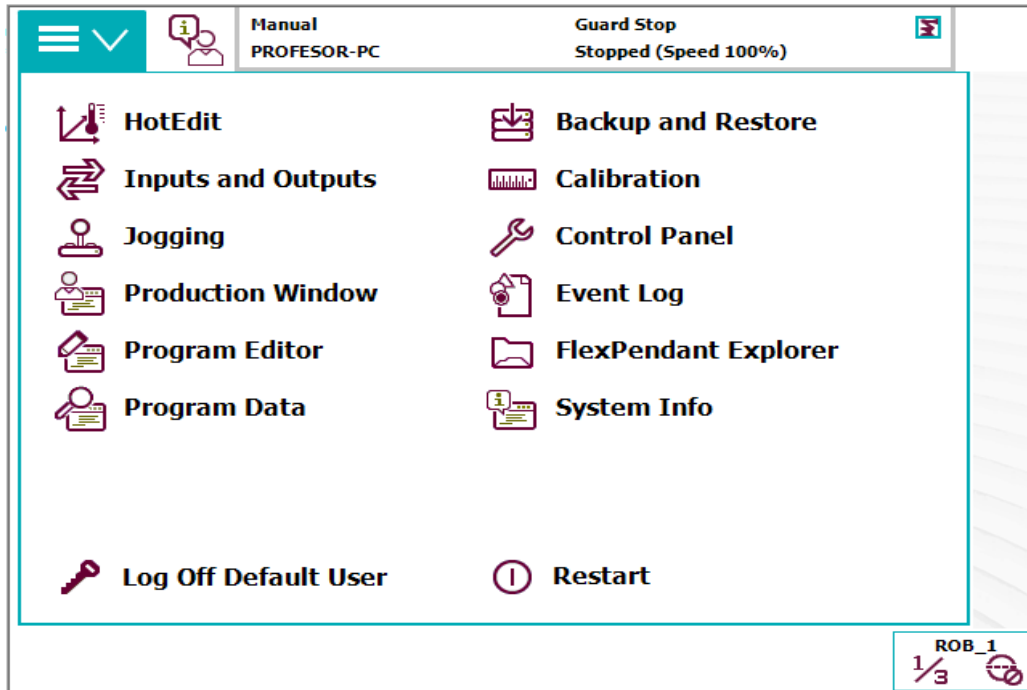 Manual
PROFESOR-PC
Guard Stop
Stopped (Speed 100%)
HotEdit
Inputs and Outputs
Jogging
Production Window
Program Editor
Program Data
Backup and Restore
Calibration
Control Panel
Event Log
FlexPendant Explorer
System Info
Log Off Default User
Restart
ROB_1
1/3